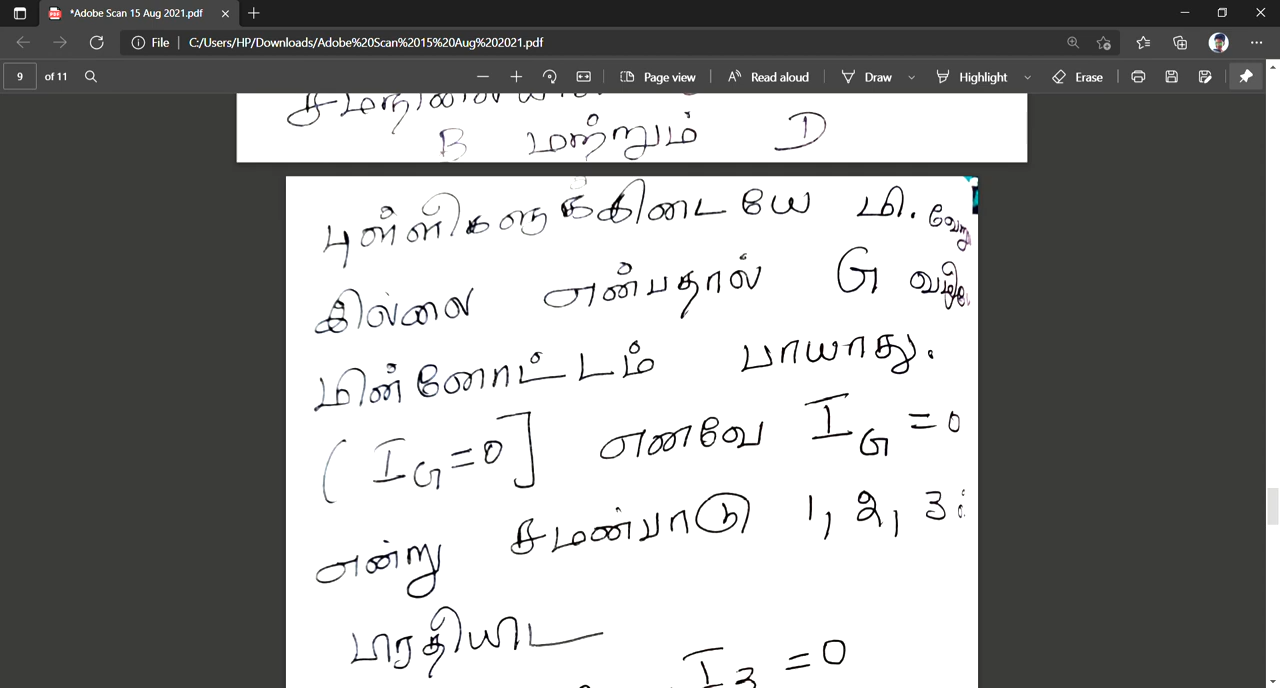 *Adobe Scan 15 Aug 2021.pdf
File C:/Users/HP/Downloads/Adobe%20Scan%2015%20Aug%202021.pdf
9 of 11 Page view Read aloud Draw Highlight Erase
B மற்றும் D
புள்ளிகளுக்கிடையே மி. வேறு
இல்லை என்பதால் G
மின்னோட்டம் பாயாது.
(I_G=0] எனவே I_G=0
என்று சமன்பாடு 1, 2, 3
பிரதியிட
I_3 =0